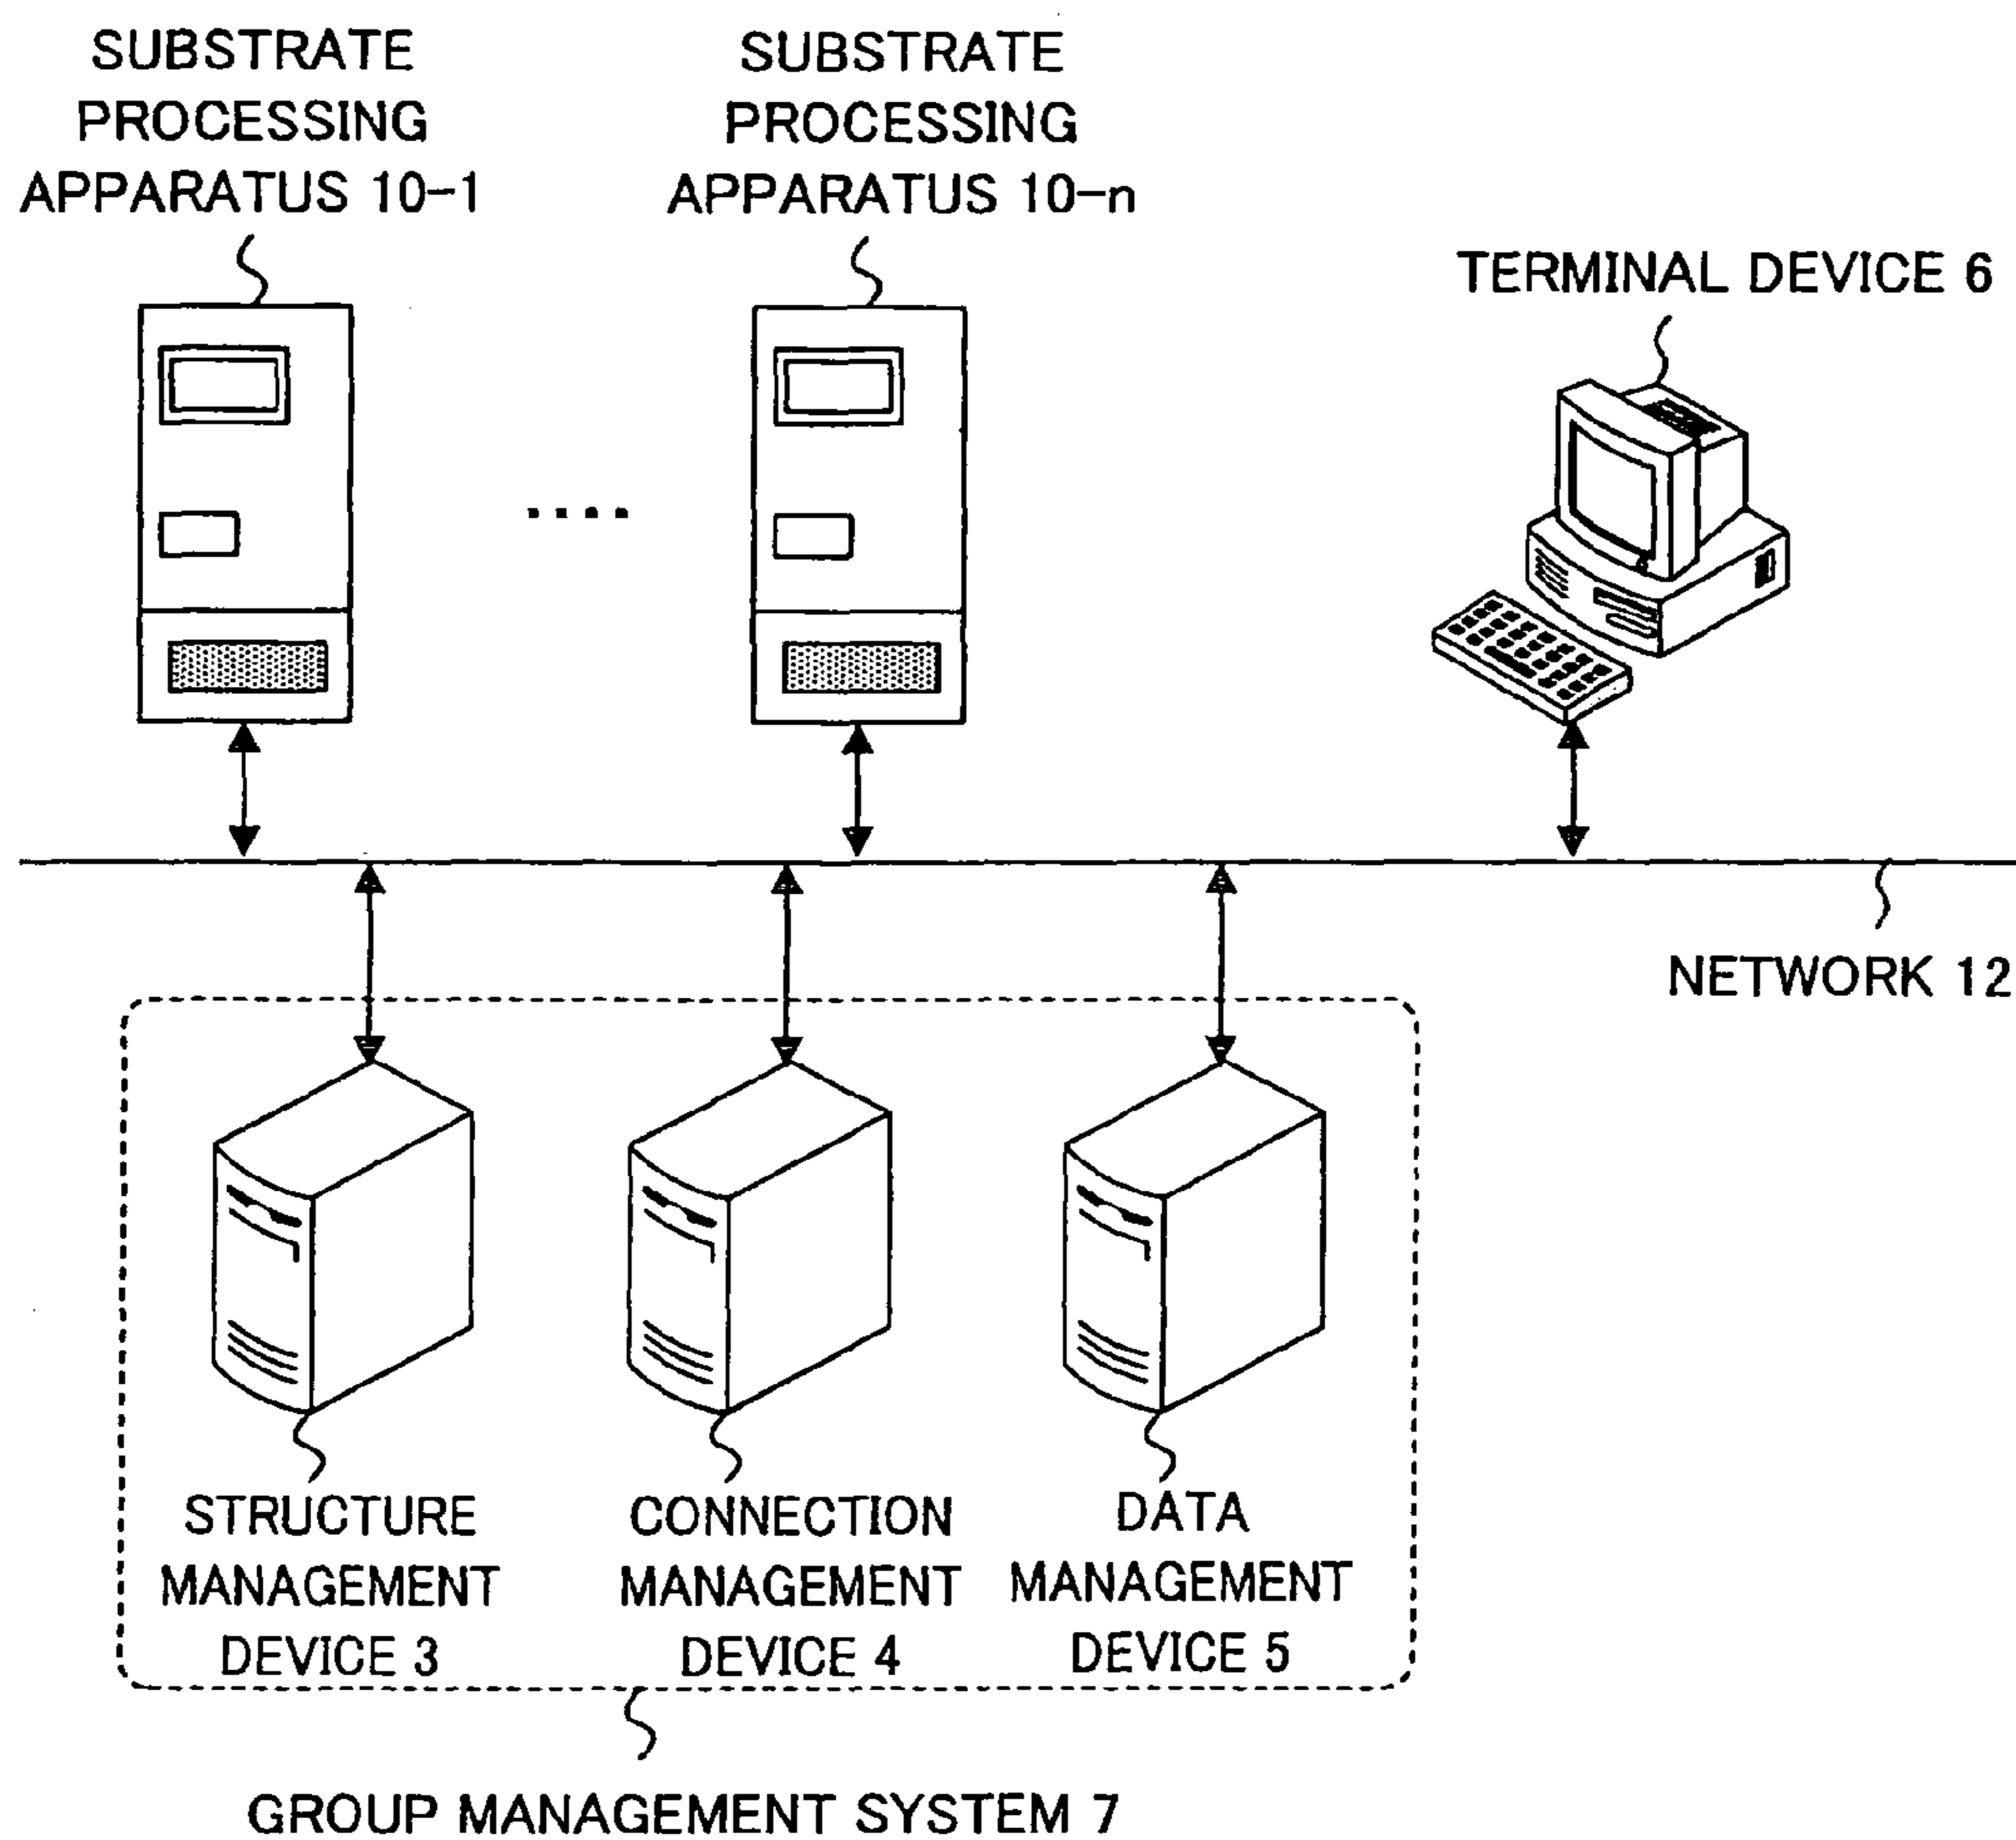 SUBSTRATE
PROCESSING
APPARATUS 10-1
SUBSTRATE
PROCESSING
APPARATUS 10-n
TERMINAL DEVICE 6
NETWORK 12
STRUCTURE
MANAGEMENT
DEVICE 3
CONNECTION
MANAGEMENT
DEVICE 4
DATA
MANAGEMENT
DEVICE 5
GROUP MANAGEMENT SYSTEM 7